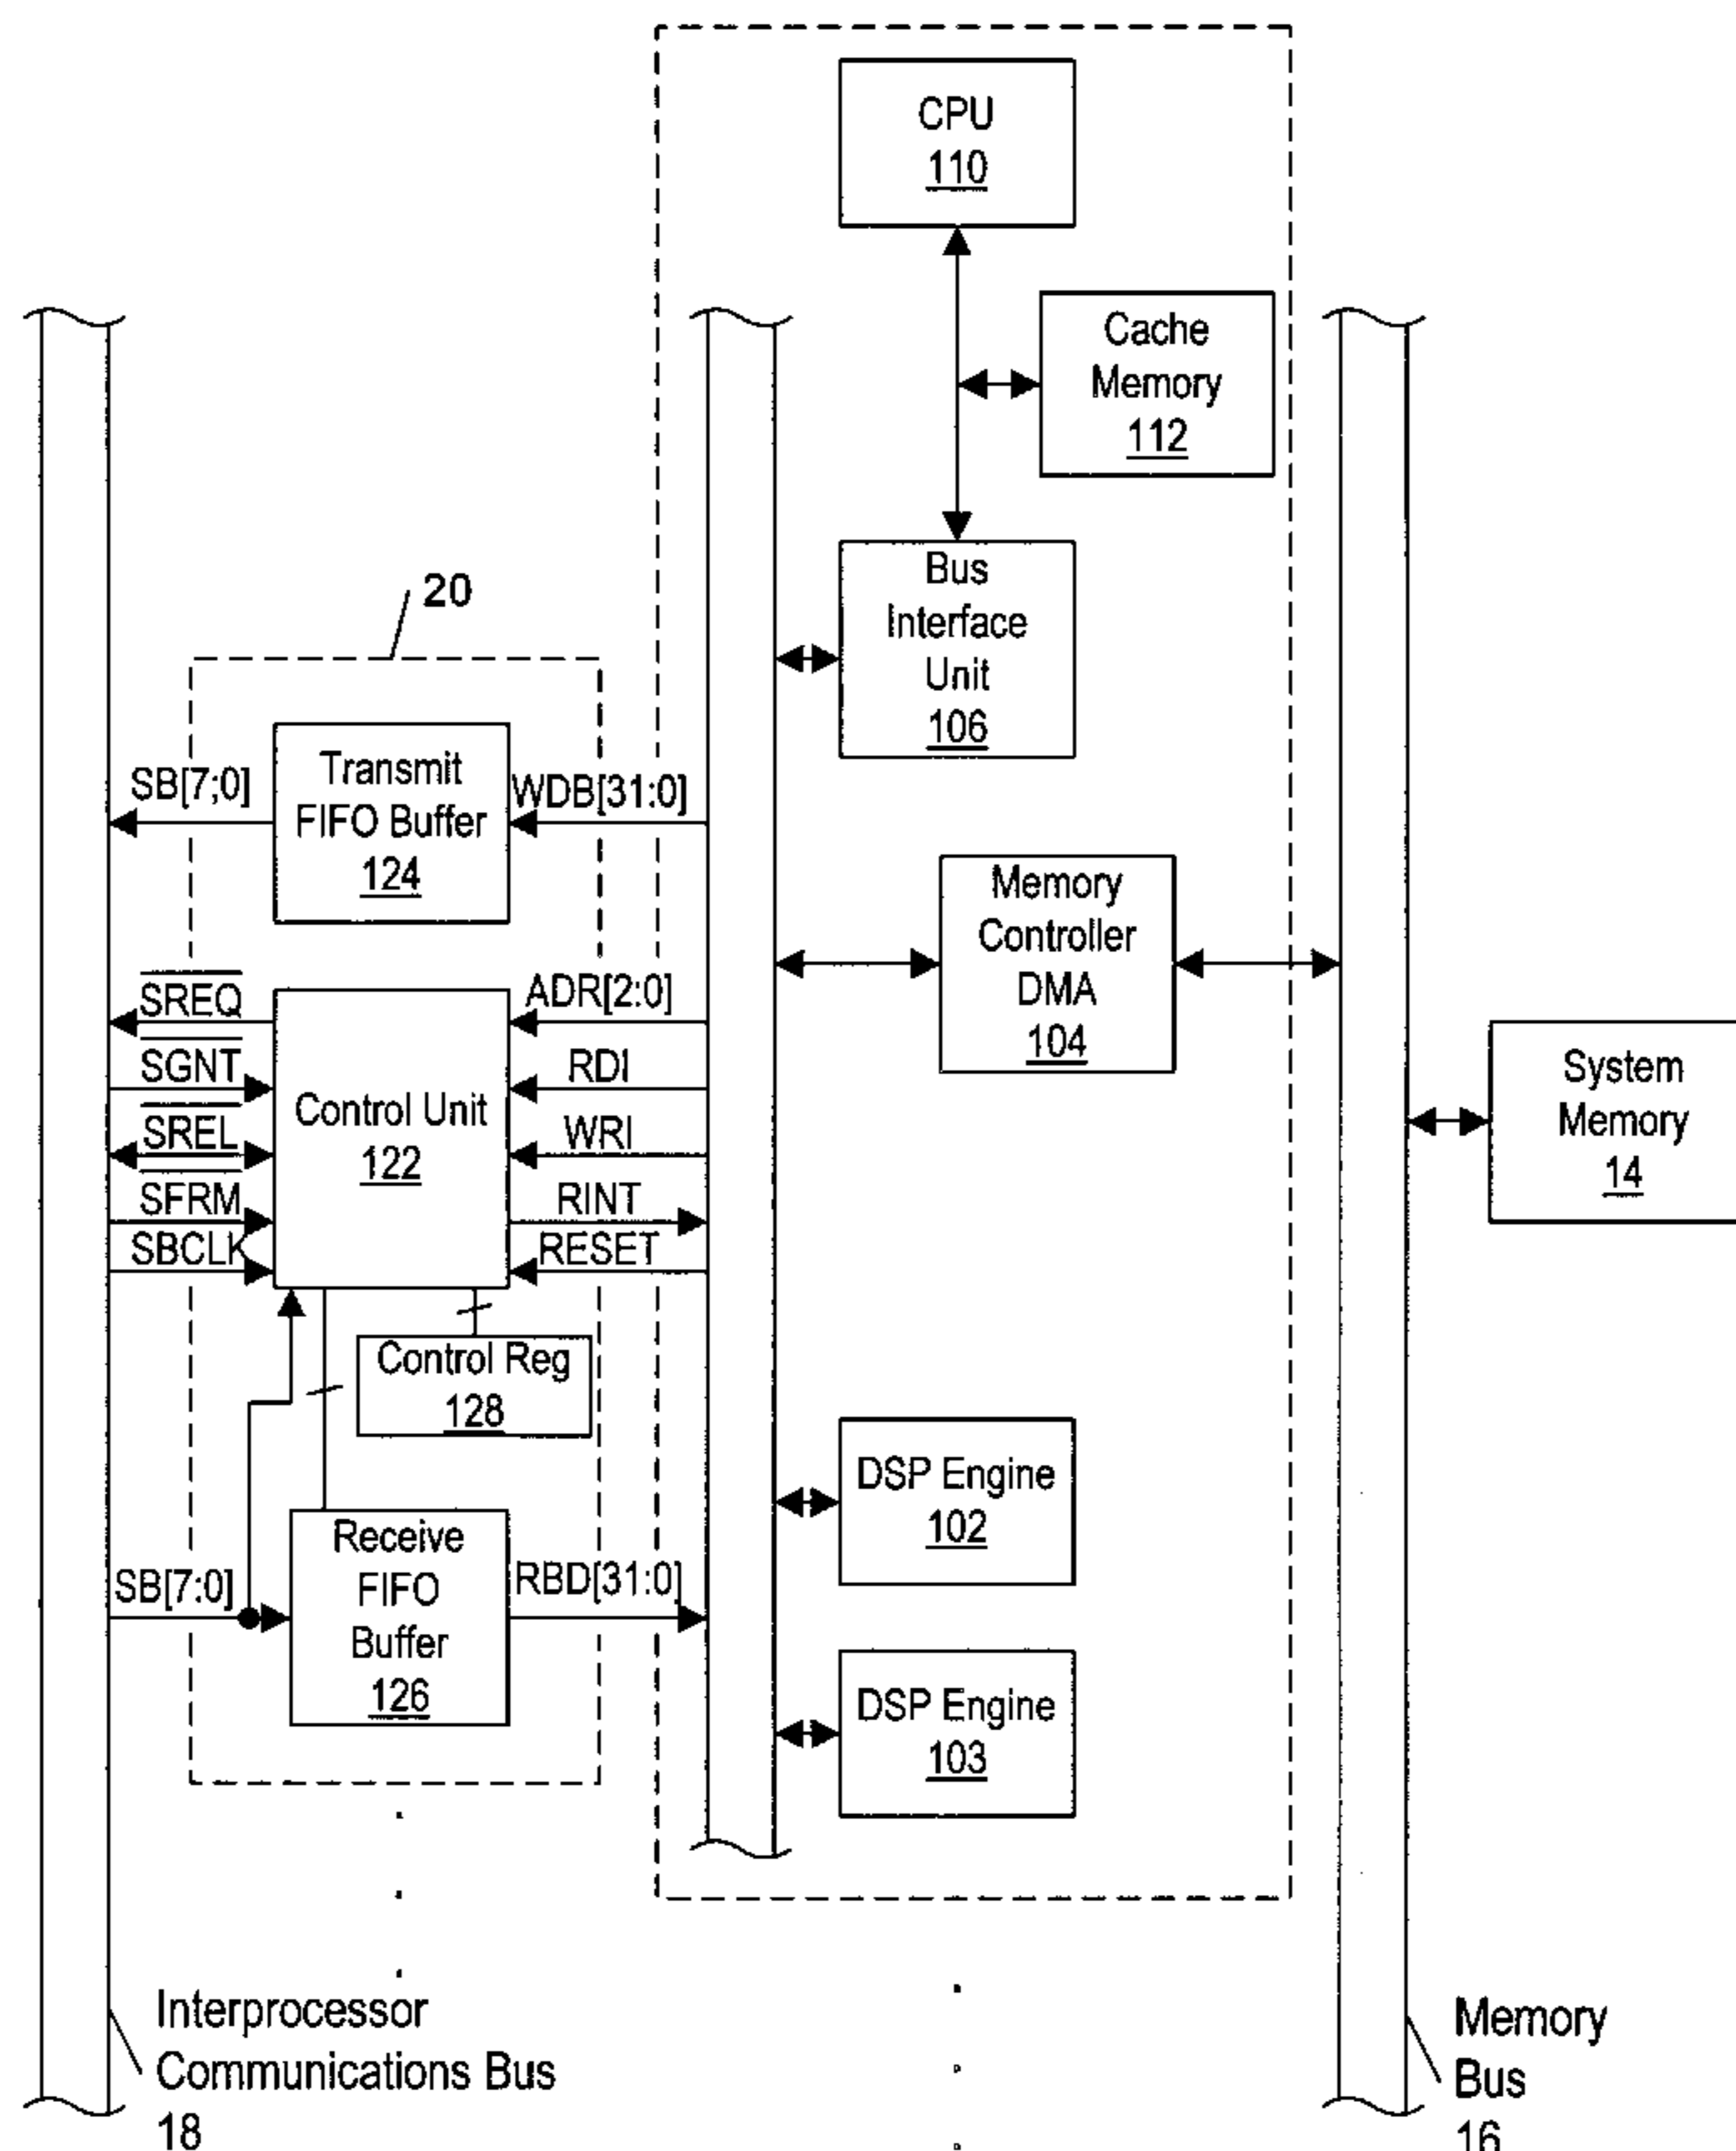 CPU
110
Cache
Memory
112
Bus
Interface
Unit
106
20
Transmit
FIFO Buffer
124
SB[7;0]
WDB[31:0]
Memory
Controller
DMA
104
SREQ
SGNT
SREL
SFRM
SBCLK
Control Unit
122
ADR[2:0]
RDI
WRI
RINT
RESET
System
Memory
14
Control Reg
128
DSP Engine
102
SB[7:0]
Receive
FIFO
Buffer
126
RBD[31:0]
DSP Engine
103
Interprocessor
Communications Bus
18
Memory
Bus
16